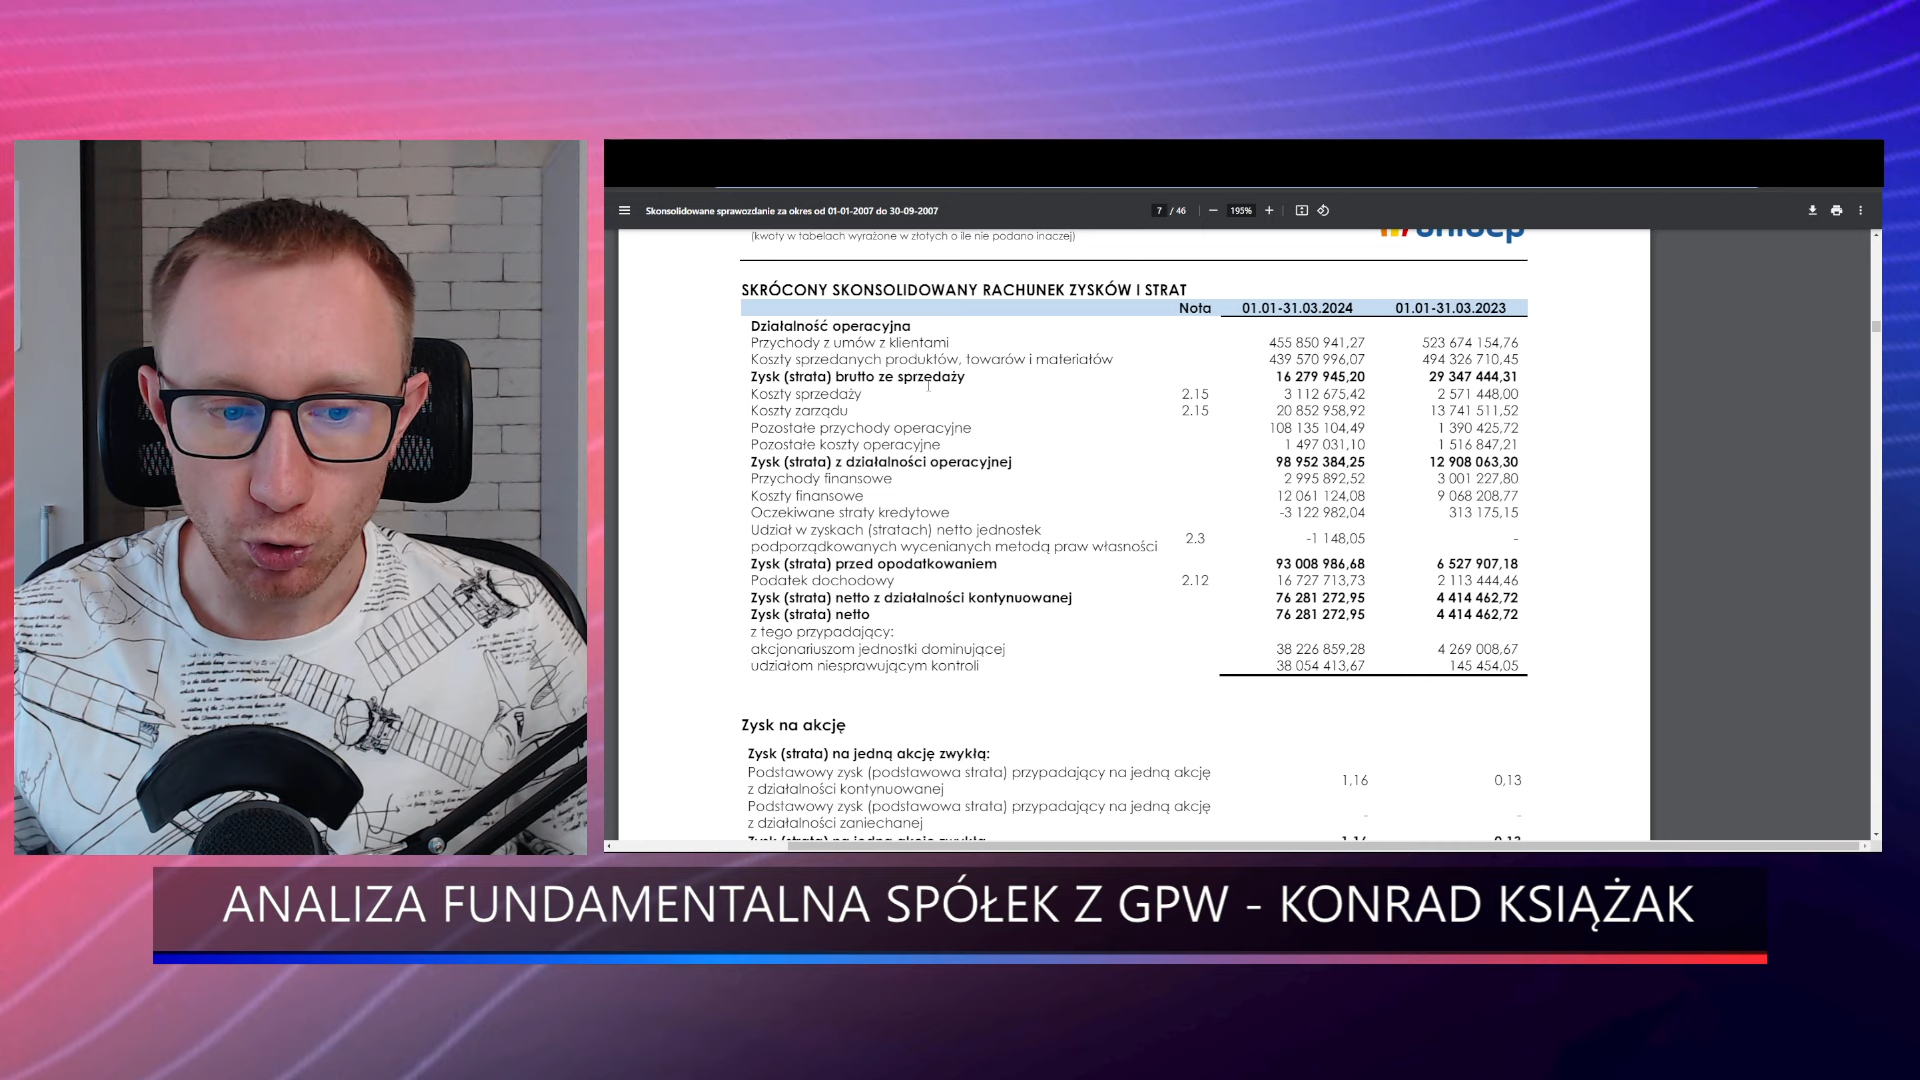 Skonsolidowane sprawozdanie za okres od 01-01-2007 do 30-09-2007
7 / 46
195%
(kwoty w tabelach wyrażone w złotych o ile nie podano inaczej)
SKRÓCONY SKONSOLIDOWANY RACHUNEK ZYSKÓW I STRAT
Nota 01.01-31.03.2024 01.01-31.03.2023
Działalność operacyjna
Przychody z umów z klientami 455 850 941,27 523 674 154,76
Koszty sprzedanych produktów, towarów i materiałów 439 570 996,07 494 326 710,45
Zysk (strata) brutto ze sprzedaży 16 279 945,20 29 347 444,31
Koszty sprzedaży 2.15 3 112 675,42 2 571 448,00
Koszty zarządu 2.15 20 852 958,92 13 741 511,52
Pozostałe przychody operacyjne 108 135 104,49 1 390 425,72
Pozostałe koszty operacyjne 1 497 031,10 1 516 847,21
Zysk (strata) z działalności operacyjnej 98 952 384,25 12 908 063,30
Przychody finansowe 2 995 892,52 3 001 227,80
Koszty finansowe 12 061 124,08 9 068 208,77
Oczekiwane straty kredytowe -3 122 982,04 313 175,15
Udział w zyskach (stratach) netto jednostek
podporządkowanych wycenianych metodą praw własności 2.3 -1 148,05 -
Zysk (strata) przed opodatkowaniem 93 008 986,68 6 527 907,18
Podatek dochodowy 2.12 16 727 713,73 2 113 444,46
Zysk (strata) netto z działalności kontynuowanej 76 281 272,95 4 414 462,72
Zysk (strata) netto 76 281 272,95 4 414 462,72
z tego przypadający:
akcjonariuszom jednostki dominującej 38 226 859,28 4 269 008,67
udziałom niesprawującym kontroli 38 054 413,67 145 454,05
Zysk na akcję
Zysk (strata) na jedną akcję zwykłą:
Podstawowy zysk (podstawowa strata) przypadający na jedną akcję
z działalności kontynuowanej 1,16 0,13
Podstawowy zysk (podstawowa strata) przypadający na jedną akcję
z działalności zaniechanej - -
ANALIZA FUNDAMENTALNA SPÓŁEK Z GPW - KONRAD KSIĄŻAK